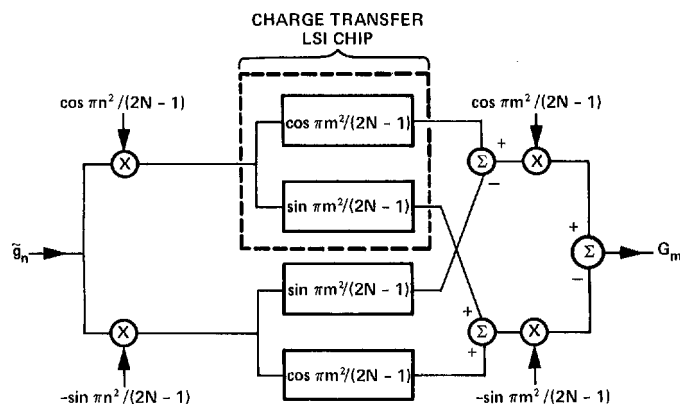 CHARGE TRANSFER
LSI CHIP
cos πn²/(2N – 1)
cos πm²/(2N – 1)
cos πm²/(2N – 1)
X
+
Σ
–
X
sin πm²/(2N – 1)
g̃ₙ
+
Σ
–
Gₘ
sin πm²/(2N – 1)
X
+
Σ
+
X
cos πm²/(2N – 1)
–sin πn²/(2N – 1)
–sin πm²/(2N – 1)